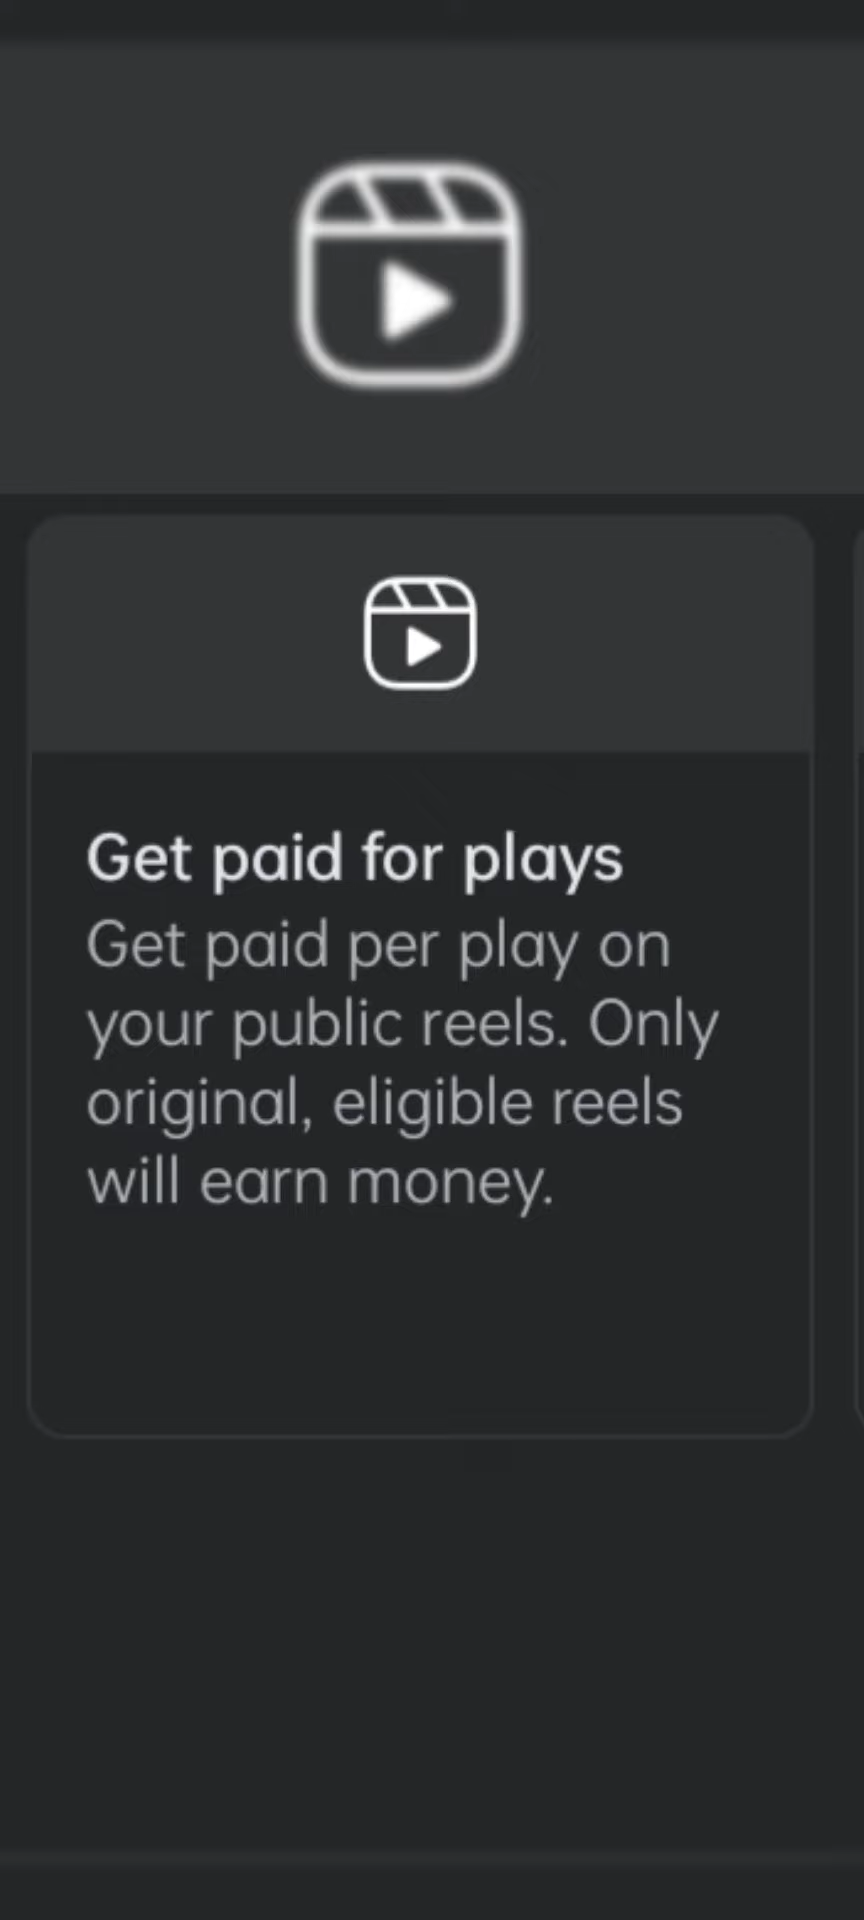 Get paid for plays
Get paid per play on
your public reels. Only
original, eligible reels
will earn money.